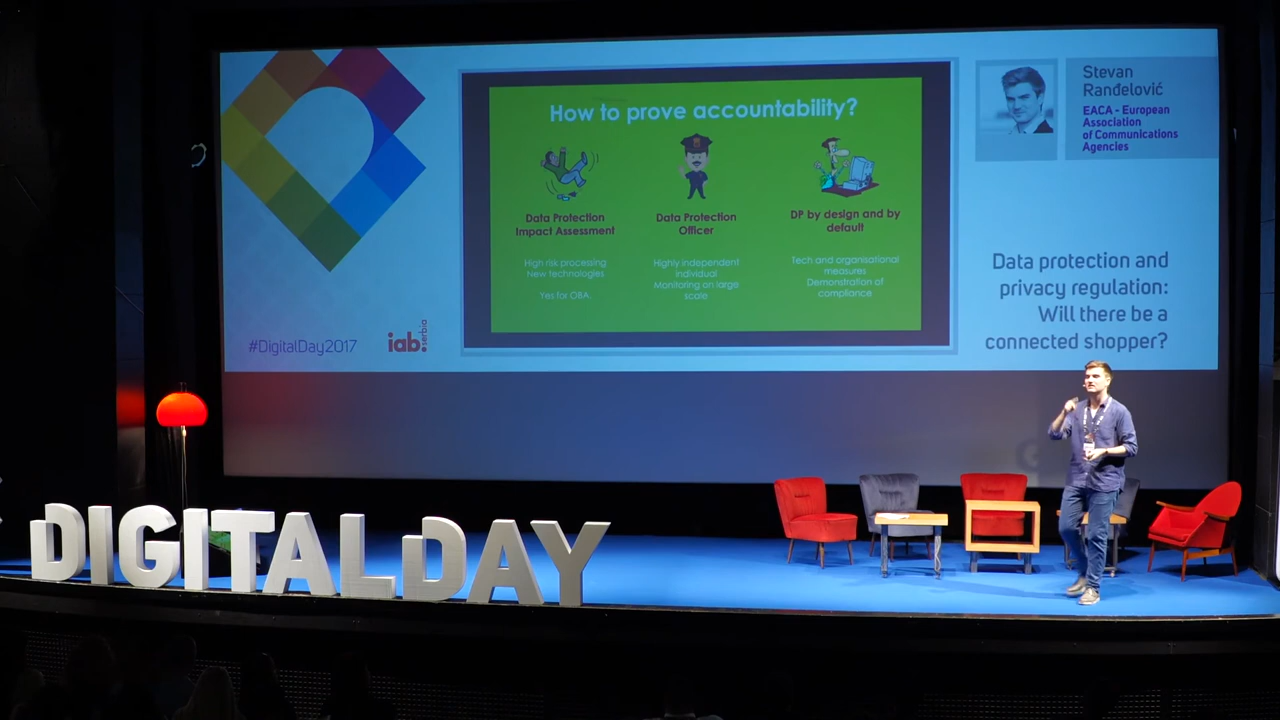 How to prove accountability?
Data Protection
Impact Assessment
High risk processing
New technologies
Yes for OBA.
Data Protection
Officer
Highly independent
individual
Monitoring on large
scale
DP by design and by
default
Tech and organisational
measures
Demonstration of
compliance
Stevan
Ranđelović
EACA - European
Association
of Communications
Agencies
Data protection and
privacy regulation:
Will there be a
connected shopper?
#DigitalDay2017
iab.
serbia
DIGITALDAY